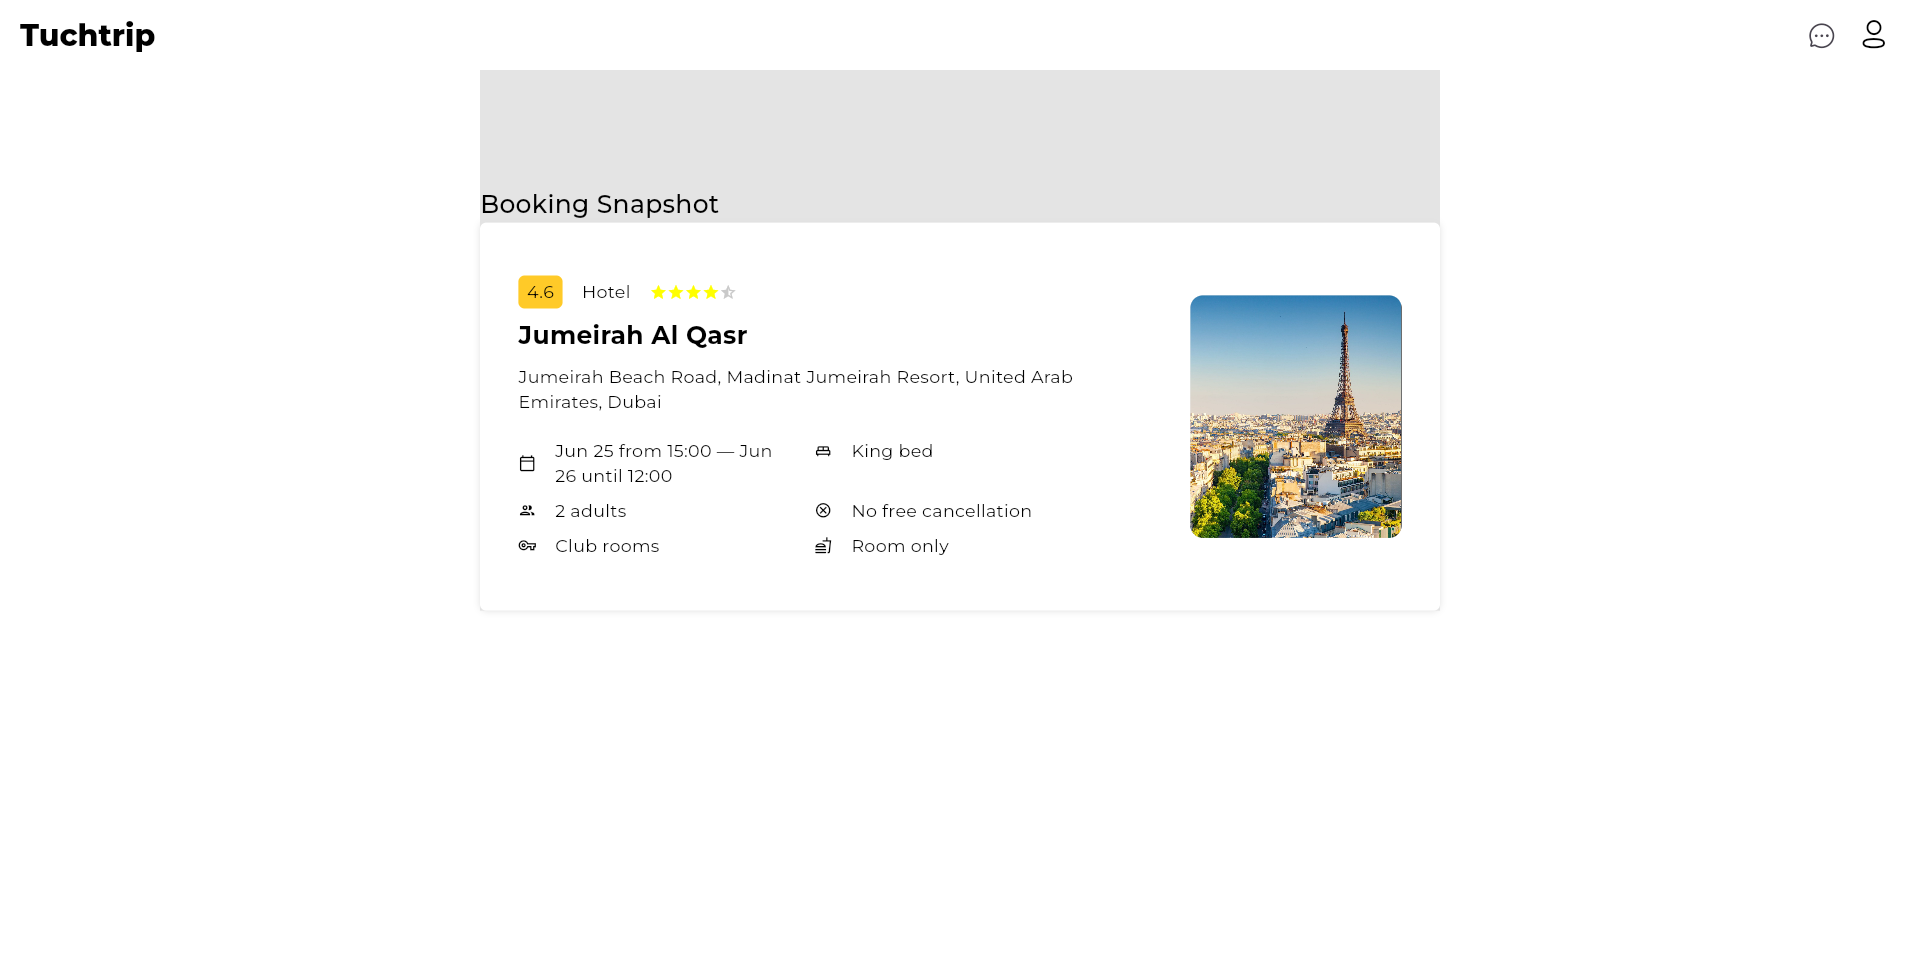 Tuchtrip
Booking Snapshot
4.6 Hotel
Jumeirah Al Qasr
Jumeirah Beach Road, Madinat Jumeirah Resort, United Arab
Emirates, Dubai
Jun 25 from 15:00 — Jun
26 until 12:00
King bed
2 adults
No free cancellation
Club rooms
Room only